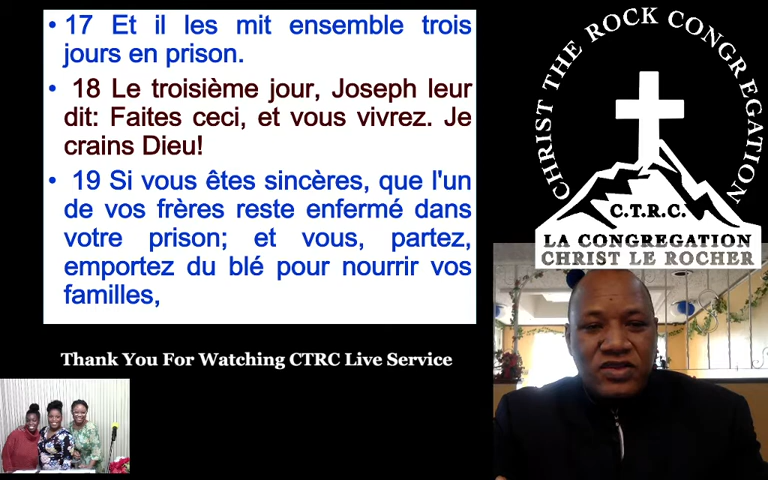 • 17 Et il les mit ensemble trois
jours en prison.
• 18 Le troisième jour, Joseph leur
dit: Faites ceci, et vous vivrez. Je
crains Dieu!
• 19 Si vous êtes sincères, que l'un
de vos frères reste enfermé dans
votre prison; et vous, partez,
emportez du blé pour nourrir vos
familles,
CHRIST THE ROCK CONGREGATION
C.T.R.C.
LA CONGREGATION
CHRIST LE ROCHER
Thank You For Watching CTRC Live Service